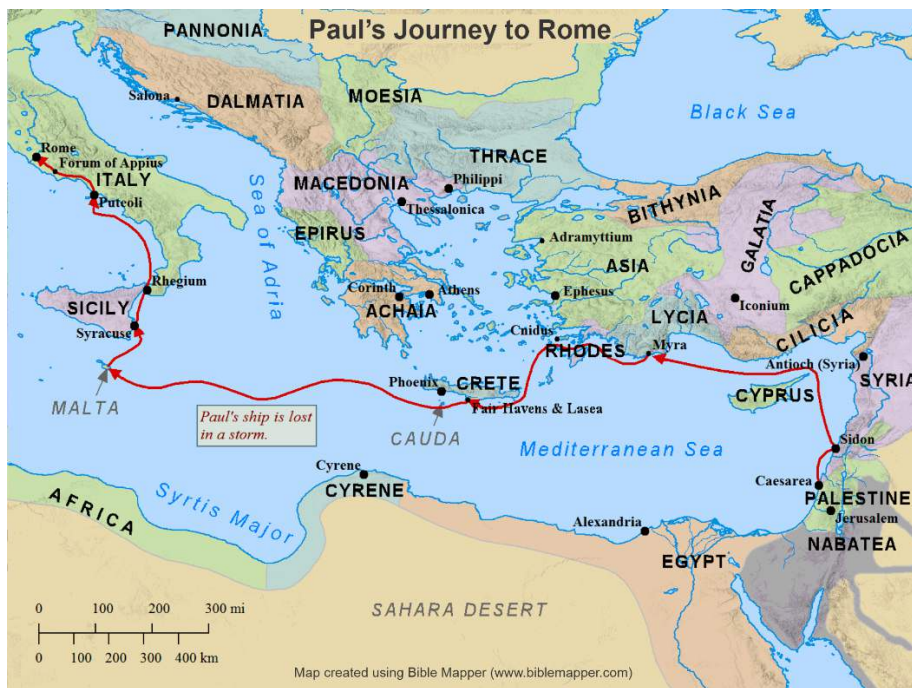 Paul's Journey to Rome
PANNONIA
Salona
DALMATIA
MOESIA
Black Sea
Rome
Forum of Appius
ITALY
Puteoli
Sea of Adria
THRACE
Philippi
MACEDONIA
Thessalonica
BITHYNIA
GALATIA
EPIRUS
Adramyttium
ASIA
CAPPADOCIA
Rhegium
SICILY
Syracuse
Corinth
Athens
ACHAIA
Ephesus
Iconium
LYCIA
CILICIA
Cnidus
RHODES
Myra
Antioch (Syria)
SYRIA
MALTA
Phoenix
CRETE
Fair Havens & Lasea
CYPRUS
Paul's ship is lost
in a storm.
CAUDA
Mediterranean Sea
Sidon
Cyrene
CYRENE
Caesarea
PALESTINE
Jerusalem
NABATEA
AFRICA
Syrtis Major
Alexandria
EGYPT
SAHARA DESERT
0 100 200 300 mi
0 100 200 300 400 km
Map created using Bible Mapper (www.biblemapper.com)